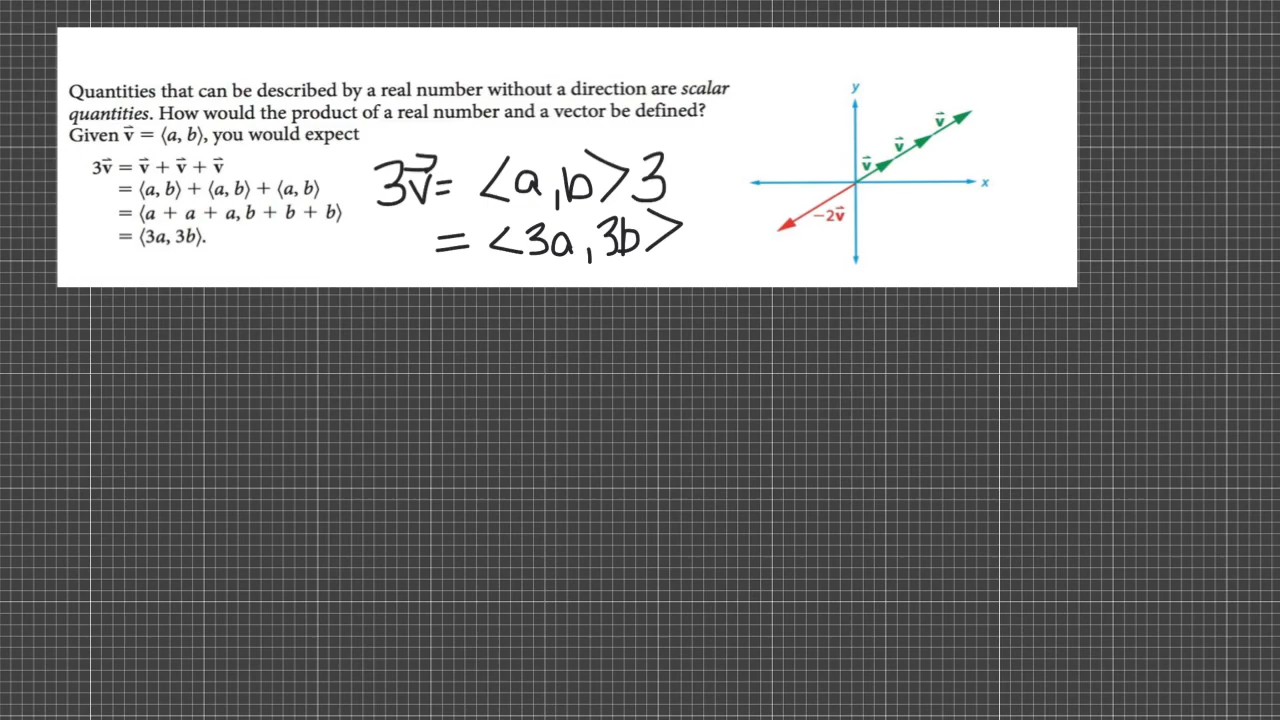 Quantities that can be described by a real number without a direction are scalar
quantities. How would the product of a real number and a vector be defined?
Given v⃗ = ⟨a, b⟩, you would expect
3v⃗ = v⃗ + v⃗ + v⃗
= ⟨a, b⟩ + ⟨a, b⟩ + ⟨a, b⟩
= ⟨a + a + a, b + b + b⟩
= ⟨3a, 3b⟩.
3v⃗ = <a,b>3
= <3a,3b>
y
v⃗
v⃗
v⃗
x
−2v⃗